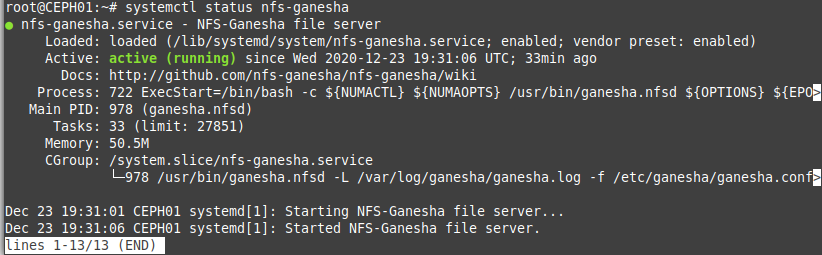 root@CEPH01:~# systemctl status nfs-ganesha
● nfs-ganesha.service - NFS-Ganesha file server
     Loaded: loaded (/lib/systemd/system/nfs-ganesha.service; enabled; vendor preset: enabled)
     Active: active (running) since Wed 2020-12-23 19:31:06 UTC; 33min ago
       Docs: http://github.com/nfs-ganesha/nfs-ganesha/wiki
    Process: 722 ExecStart=/bin/bash -c ${NUMACTL} ${NUMAOPTS} /usr/bin/ganesha.nfsd ${OPTIONS} ${EPO>
   Main PID: 978 (ganesha.nfsd)
      Tasks: 33 (limit: 27851)
     Memory: 50.5M
     CGroup: /system.slice/nfs-ganesha.service
             └─978 /usr/bin/ganesha.nfsd -L /var/log/ganesha/ganesha.log -f /etc/ganesha/ganesha.conf>
Dec 23 19:31:01 CEPH01 systemd[1]: Starting NFS-Ganesha file server...
Dec 23 19:31:06 CEPH01 systemd[1]: Started NFS-Ganesha file server.
lines 1-13/13 (END)